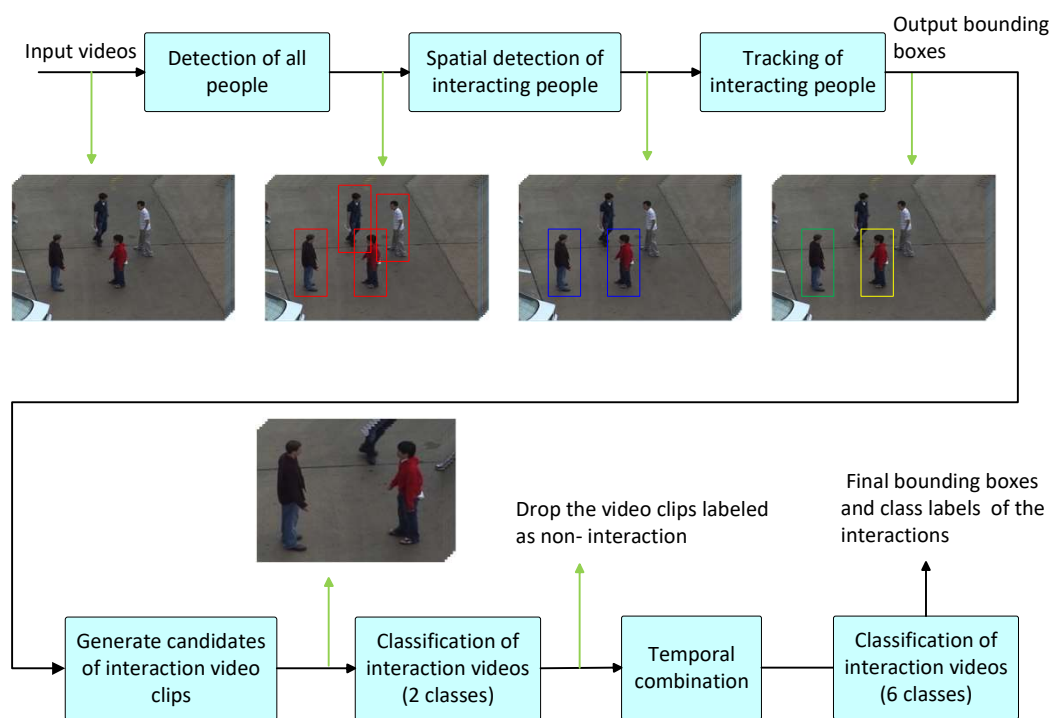 Input videos
Detection of all
people
Spatial detection of
interacting people
Tracking of
interacting people
Output bounding
boxes
Generate candidates
of interaction video
clips
Classification of
interaction videos
(2 classes)
Drop the video clips labeled
as non- interaction
Temporal
combination
Classification of
interaction videos
(6 classes)
Final bounding boxes
and class labels of the
interactions